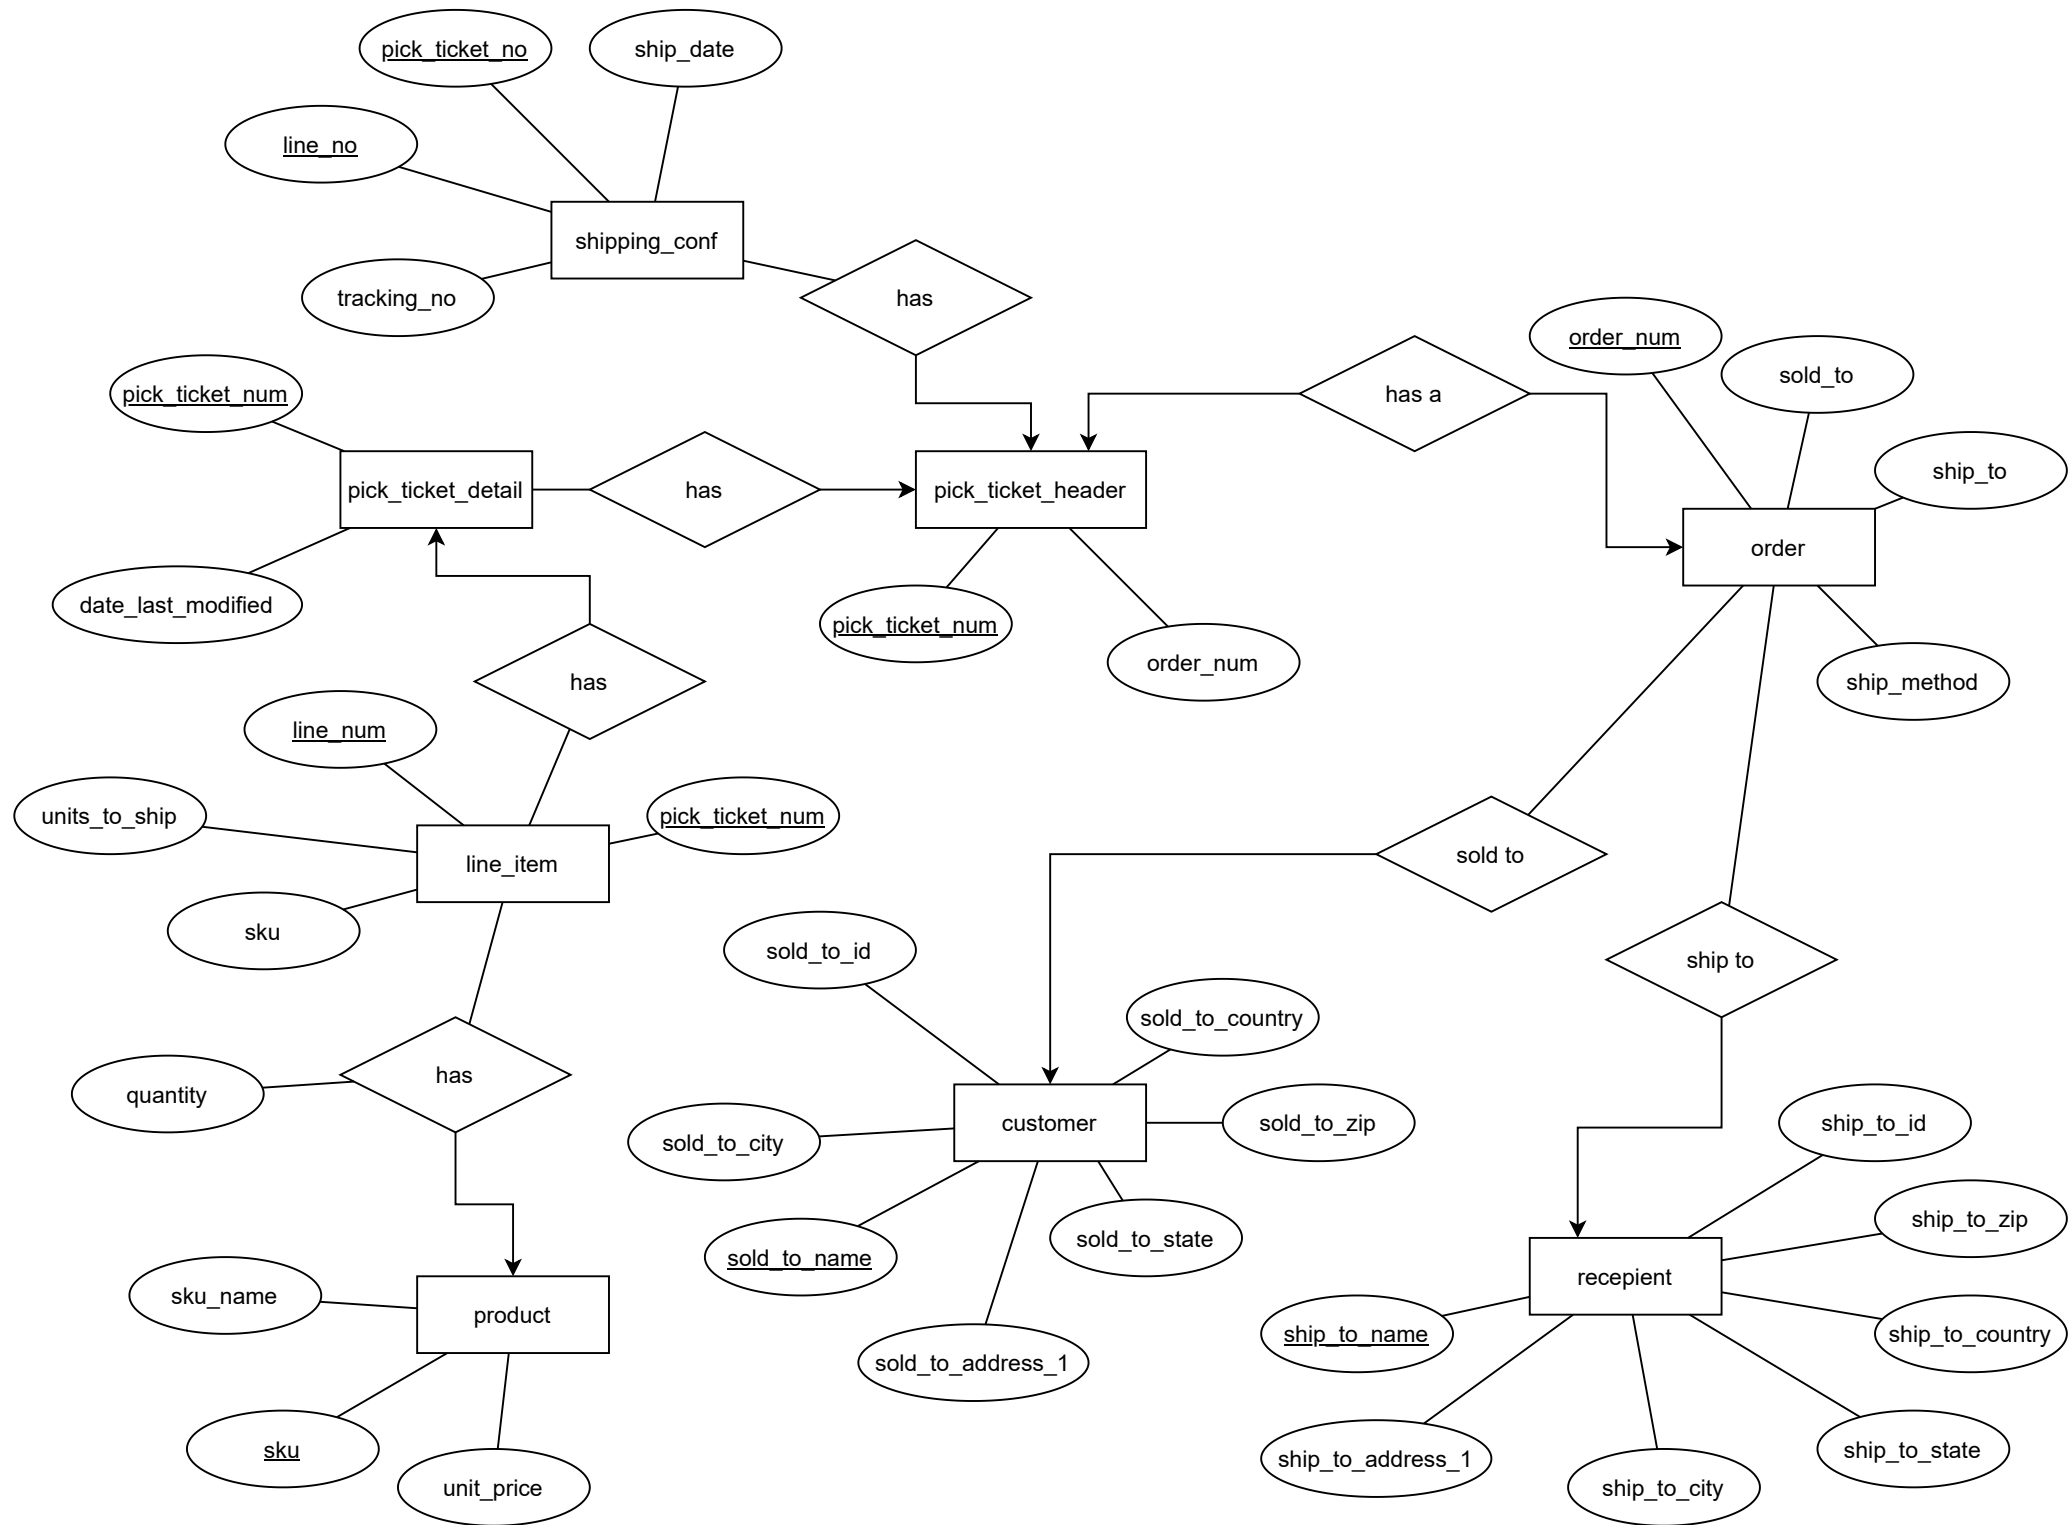 pick_ticket_no
ship_date
line_no
shipping_conf
tracking_no
has
order_num
sold_to
pick_ticket_num
has a
ship_to
pick_ticket_detail
has
pick_ticket_header
order
date_last_modified
pick_ticket_num
order_num
has
ship_method
line_num
units_to_ship
pick_ticket_num
line_item
sold to
sku
sold_to_id
ship to
sold_to_country
has
quantity
customer
sold_to_city
sold_to_zip
ship_to_id
ship_to_zip
sold_to_state
sold_to_name
recepient
sku_name
product
ship_to_name
ship_to_country
sold_to_address_1
sku
ship_to_address_1
ship_to_state
unit_price
ship_to_city